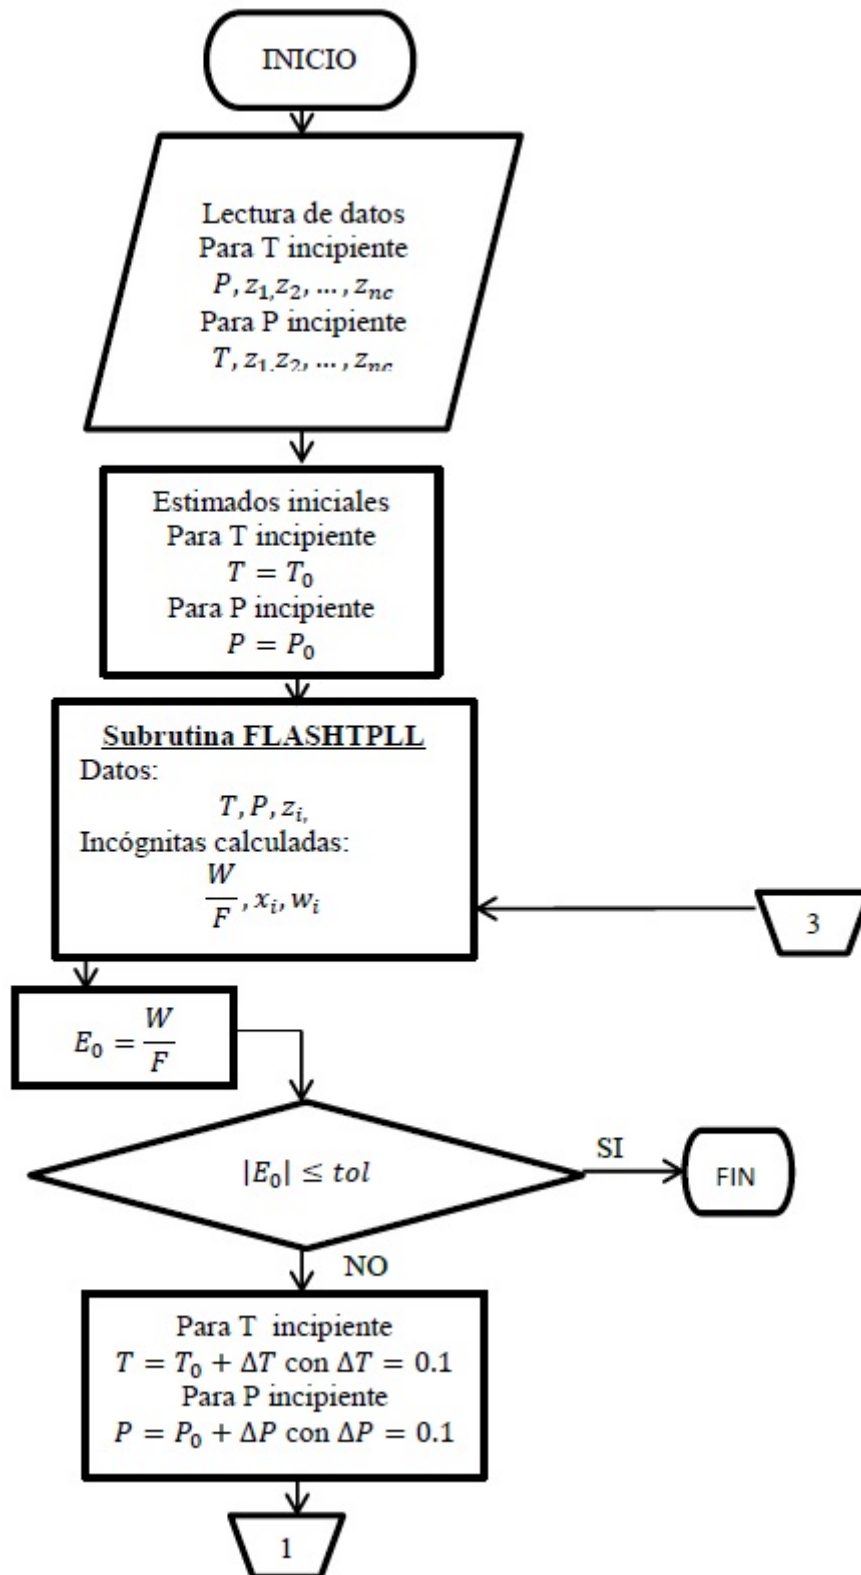 INICIO
Lectura de datos
Para T incipiente
P, z₁,z₂, …, zₙc
Para P incipiente
T, z₁,z₂, …, zₙc
Estimados iniciales
Para T incipiente
T = T₀
Para P incipiente
P = P₀
Subrutina FLASHTPLL
Datos:
T, P, zᵢ,
Incógnitas calculadas:
W/F, xᵢ, wᵢ
3
E₀ = W/F
|E₀| ≤ tol
SI
FIN
NO
Para T incipiente
T = T₀ + ΔT con ΔT = 0.1
Para P incipiente
P = P₀ + ΔP con ΔP = 0.1
1